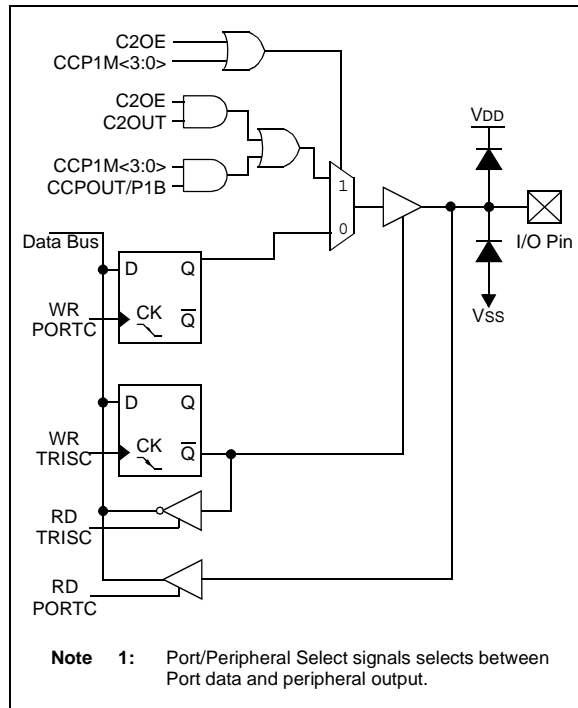 C2OE
CCP1M<3:0>
C2OE
C2OUT
CCP1M<3:0>
CCPOUT/P1B
VDD
1
0
I/O Pin
VSS
Data Bus
D Q
WR
PORTC
CK Q
D Q
WR
TRISC
CK Q
RD
TRISC
RD
PORTC
Note 1: Port/Peripheral Select signals selects between
Port data and peripheral output.